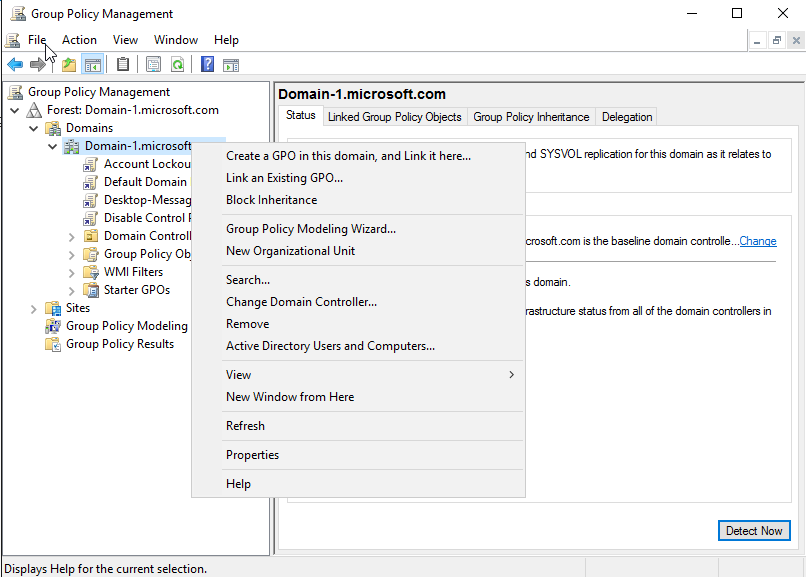 Group Policy Management
File Action View Window Help
Group Policy Management
Forest: Domain-1.microsoft.com
Domains
Domain-1.microsoft
Account Lockou
Default Domain
Desktop-Messag
Disable Control
Domain Controll
Group Policy Ob
WMI Filters
Starter GPOs
Sites
Group Policy Modeling
Group Policy Results
Create a GPO in this domain, and Link it here...
Link an Existing GPO...
Block Inheritance
Group Policy Modeling Wizard...
New Organizational Unit
Search...
Change Domain Controller...
Remove
Active Directory Users and Computers...
View
New Window from Here
Refresh
Properties
Help
Domain-1.microsoft.com
Status Linked Group Policy Objects Group Policy Inheritance Delegation
nd SYSVOL replication for this domain as it relates to
crosoft.com is the baseline domain controlle... Change
s domain.
rastructure status from all of the domain controllers in
Detect Now
Displays Help for the current selection.